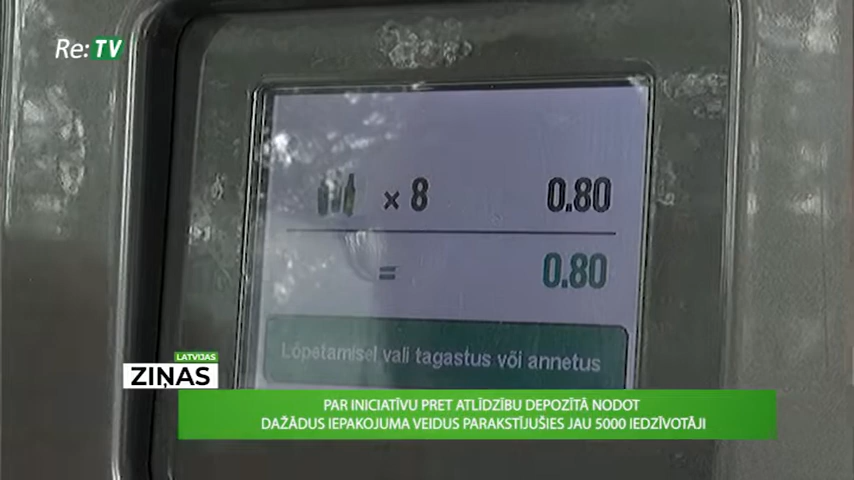 Re:TV
× 8 0.80
= 0.80
Lõpetamisel vali tagastus või annetus
LATVIJAS
ZIŅAS
PAR INICIATĪVU PRET ATLĪDZĪBU DEPOZĪTĀ NODOT
DAŽĀDUS IEPAKOJUMA VEIDUS PARAKSTĪJUŠIES JAU 5000 IEDZĪVOTĀJI